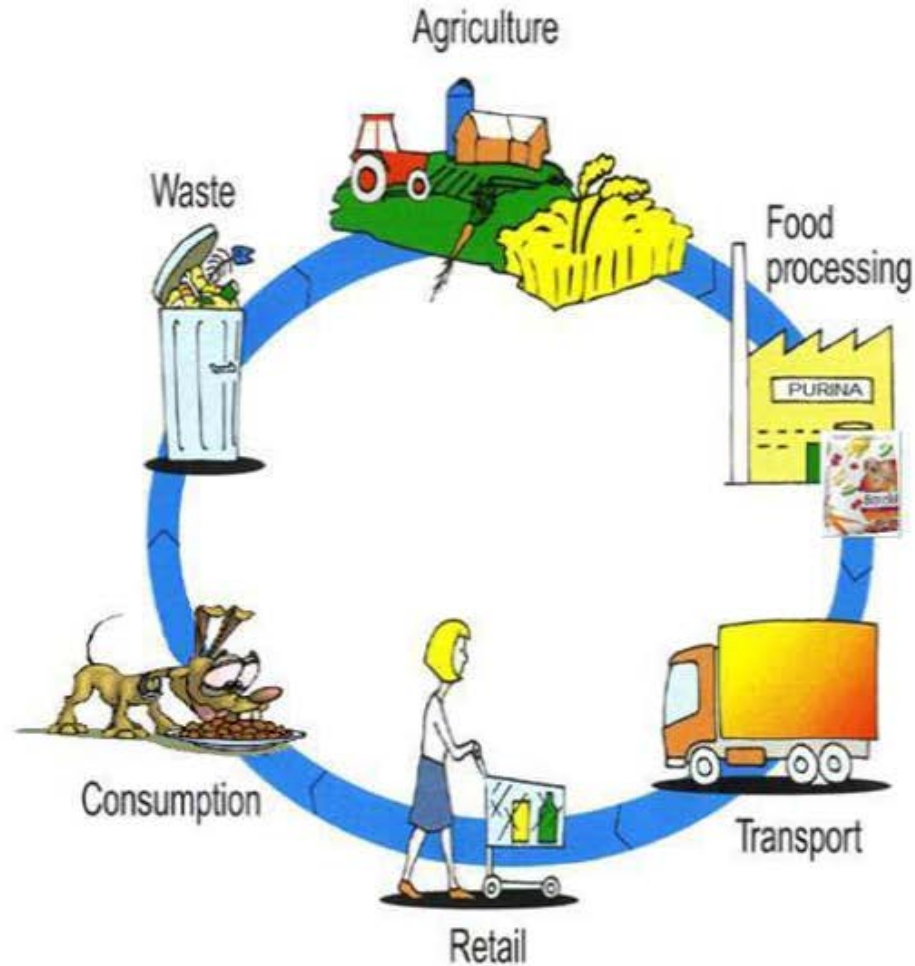 Agriculture
Waste
Food
processing
PURINA
Consumption
Transport
Retail